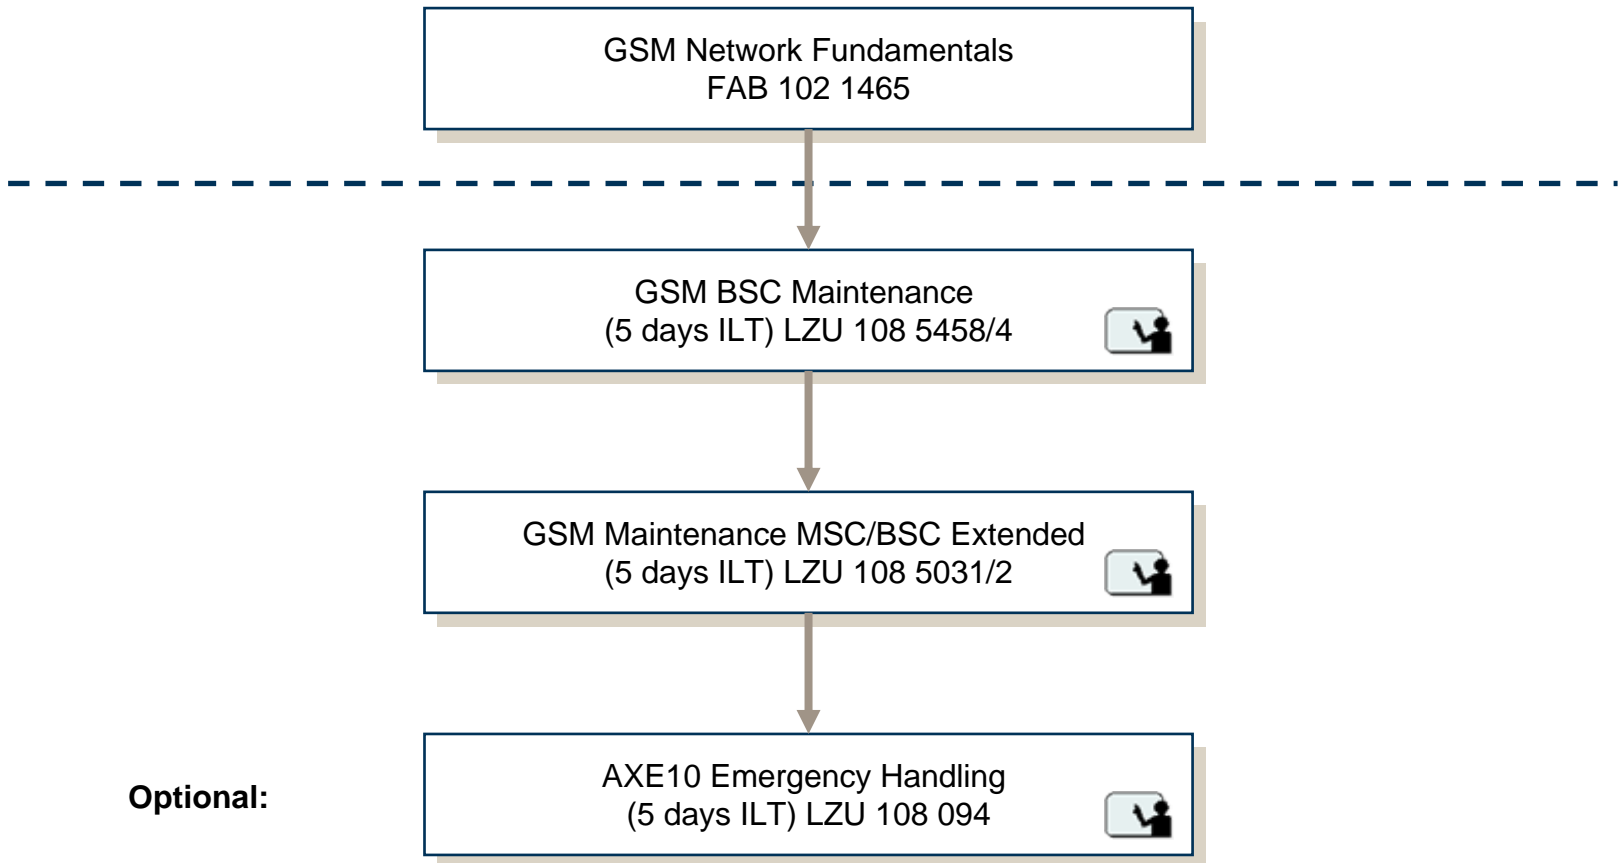 GSM Network Fundamentals
FAB 102 1465
GSM BSC Maintenance
(5 days ILT) LZU 108 5458/4
GSM Maintenance MSC/BSC Extended
(5 days ILT) LZU 108 5031/2
Optional:
AXE10 Emergency Handling
(5 days ILT) LZU 108 094